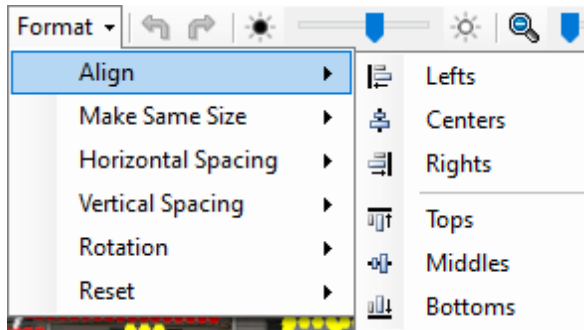 Format
Align
Make Same Size
Horizontal Spacing
Vertical Spacing
Rotation
Reset
Lefts
Centers
Rights
Tops
Middles
Bottoms